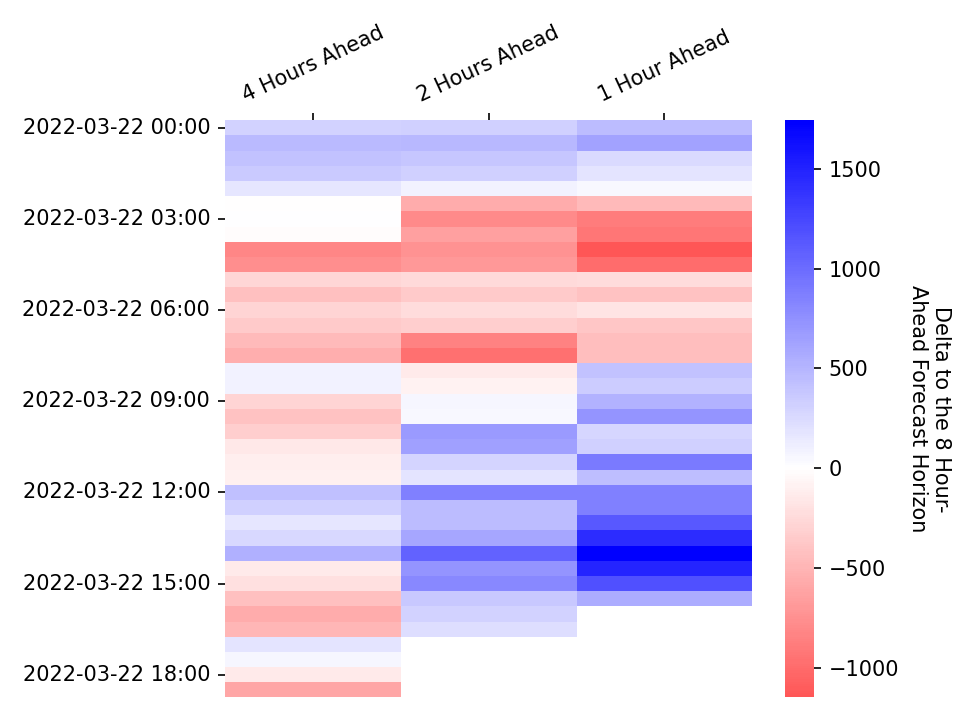 4 Hours Ahead
2 Hours Ahead
1 Hour Ahead
2022-03-22 00:00
2022-03-22 03:00
2022-03-22 06:00
2022-03-22 09:00
2022-03-22 12:00
2022-03-22 15:00
2022-03-22 18:00
1500
1000
500
0
−500
−1000
Delta to the 8 Hour-
Ahead Forecast Horizon